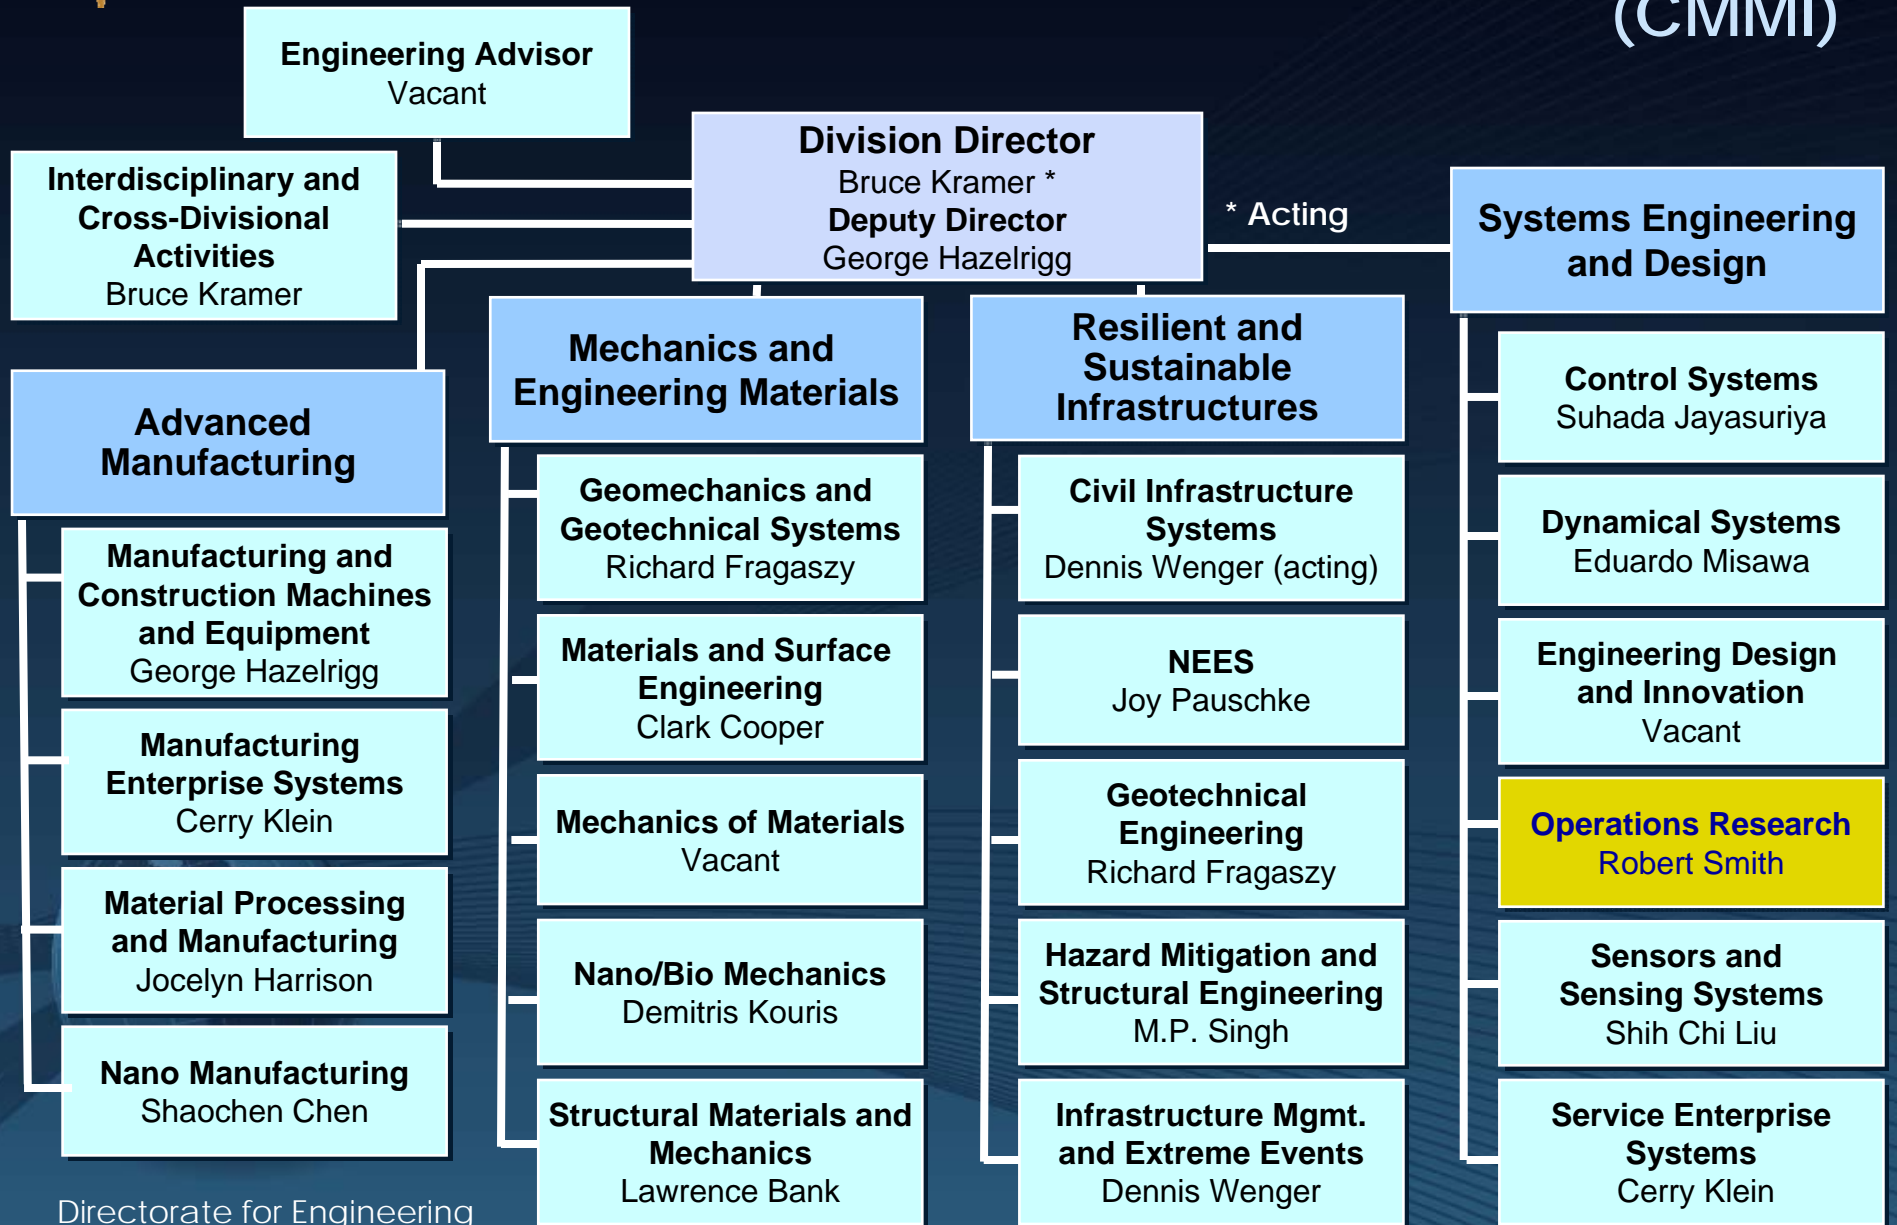 (CMMI)
Engineering Advisor
Vacant
Division Director
Bruce Kramer *
Deputy Director
George Hazelrigg
* Acting
Interdisciplinary and
Cross-Divisional
Activities
Bruce Kramer
Advanced
Manufacturing
Manufacturing and
Construction Machines
and Equipment
George Hazelrigg
Manufacturing
Enterprise Systems
Cerry Klein
Material Processing
and Manufacturing
Jocelyn Harrison
Nano Manufacturing
Shaochen Chen
Mechanics and
Engineering Materials
Geomechanics and
Geotechnical Systems
Richard Fragaszy
Materials and Surface
Engineering
Clark Cooper
Mechanics of Materials
Vacant
Nano/Bio Mechanics
Demitris Kouris
Structural Materials and
Mechanics
Lawrence Bank
Resilient and
Sustainable
Infrastructures
Civil Infrastructure
Systems
Dennis Wenger (acting)
NEES
Joy Pauschke
Geotechnical
Engineering
Richard Fragaszy
Hazard Mitigation and
Structural Engineering
M.P. Singh
Infrastructure Mgmt.
and Extreme Events
Dennis Wenger
Systems Engineering
and Design
Control Systems
Suhada Jayasuriya
Dynamical Systems
Eduardo Misawa
Engineering Design
and Innovation
Vacant
Operations Research
Robert Smith
Sensors and
Sensing Systems
Shih Chi Liu
Service Enterprise
Systems
Cerry Klein
Directorate for Engineering